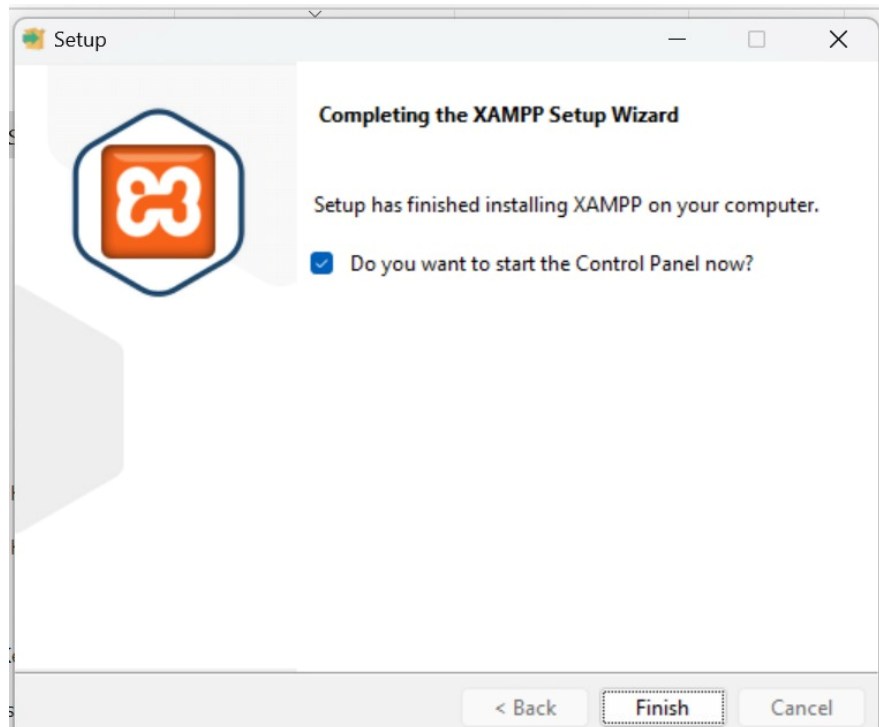 Setup
Completing the XAMPP Setup Wizard
Setup has finished installing XAMPP on your computer.
Do you want to start the Control Panel now?
< Back
Finish
Cancel